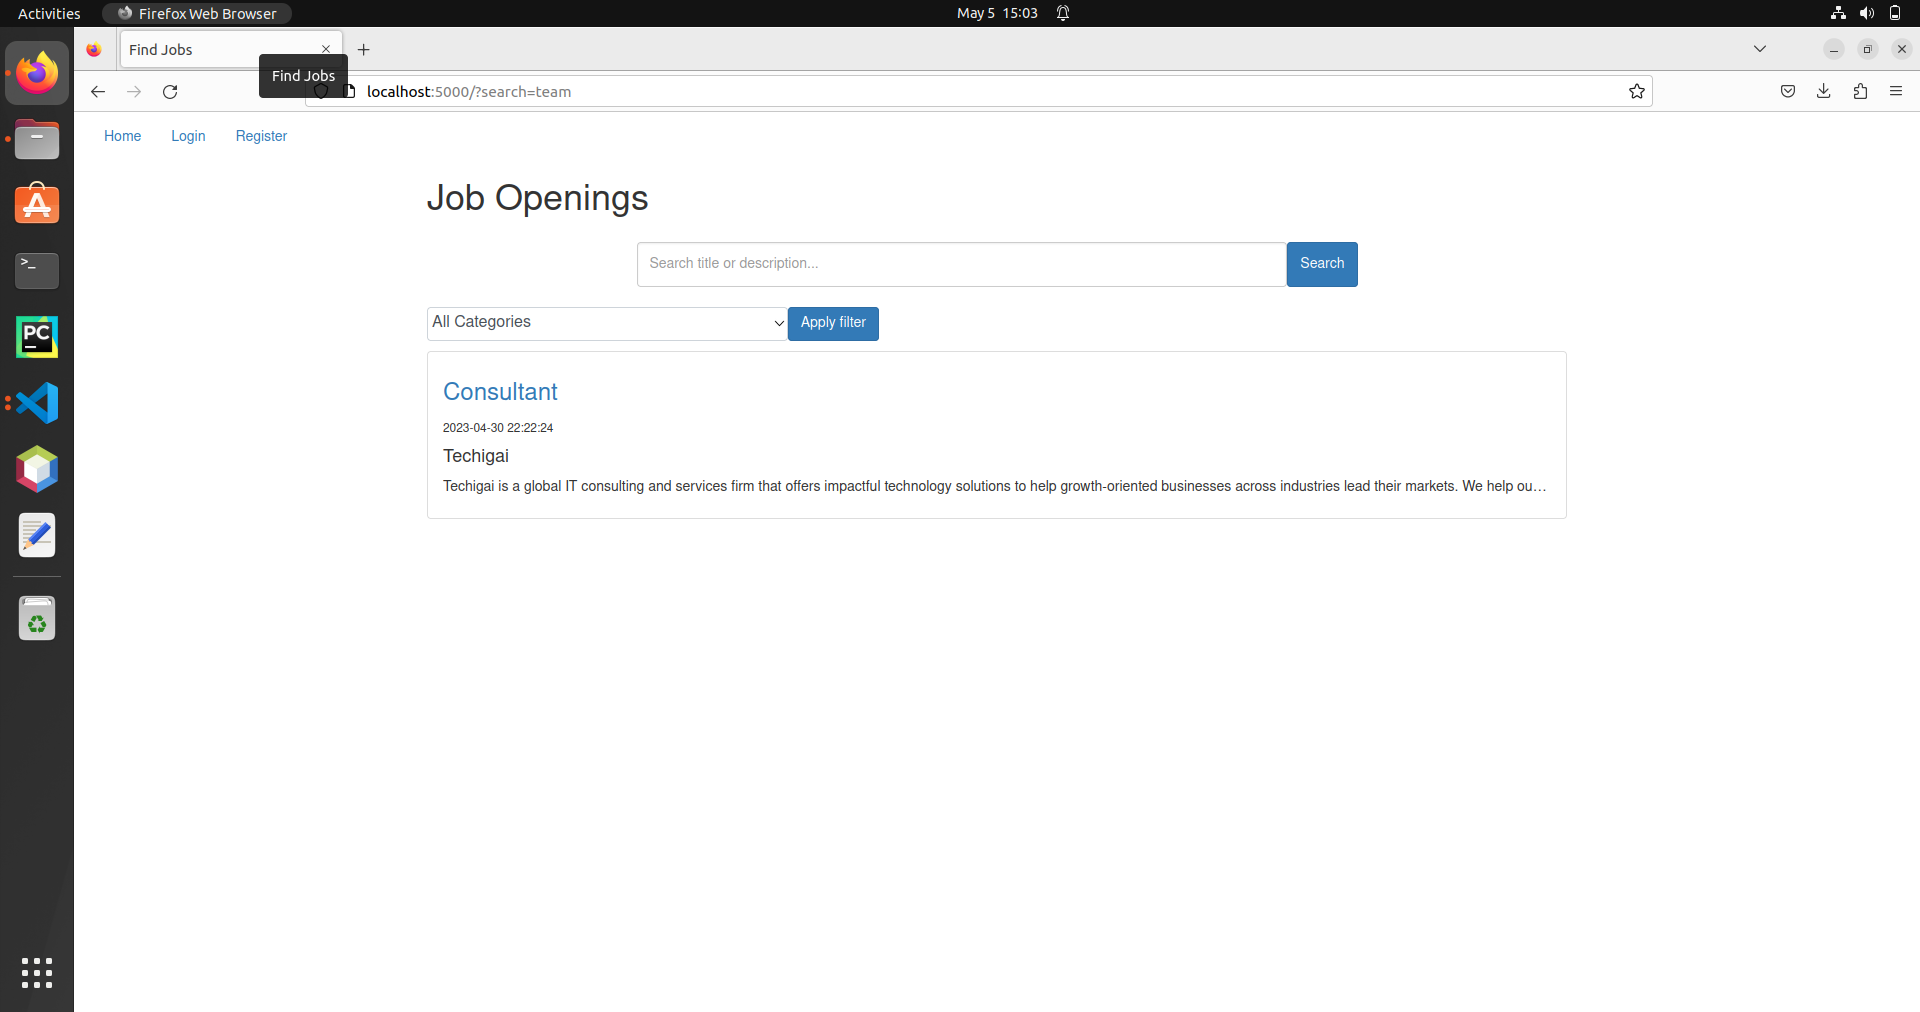 Activities
Firefox Web Browser
May 5 15:03
Find Jobs
Find Jobs
localhost:5000/?search=team
Home
Login
Register
Job Openings
Search title or description...
Search
All Categories
Apply filter
Consultant
2023-04-30 22:22:24
Techigai
Techigai is a global IT consulting and services firm that offers impactful technology solutions to help growth-oriented businesses across industries lead their markets. We help ou...
>_
PC